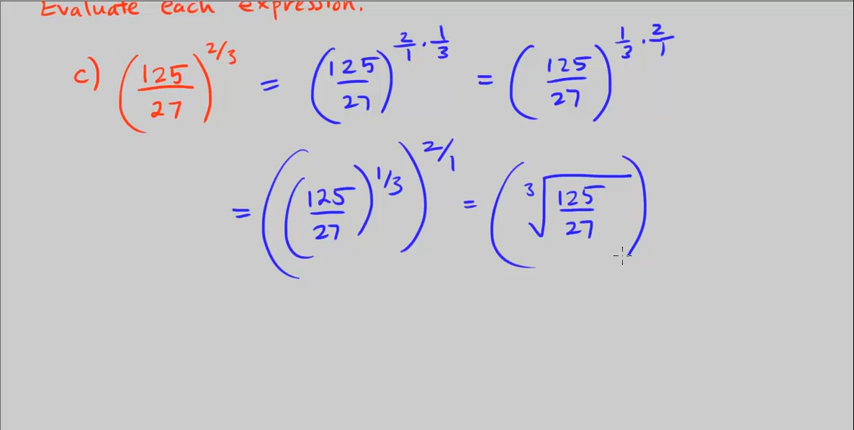 Evaluate each expression.
c) (125/27)^2/3 = (125/27)^2/1 · 1/3 = (125/27)^1/3 · 2/1
= ((125/27)^1/3)^2/1 = (³√125/27)